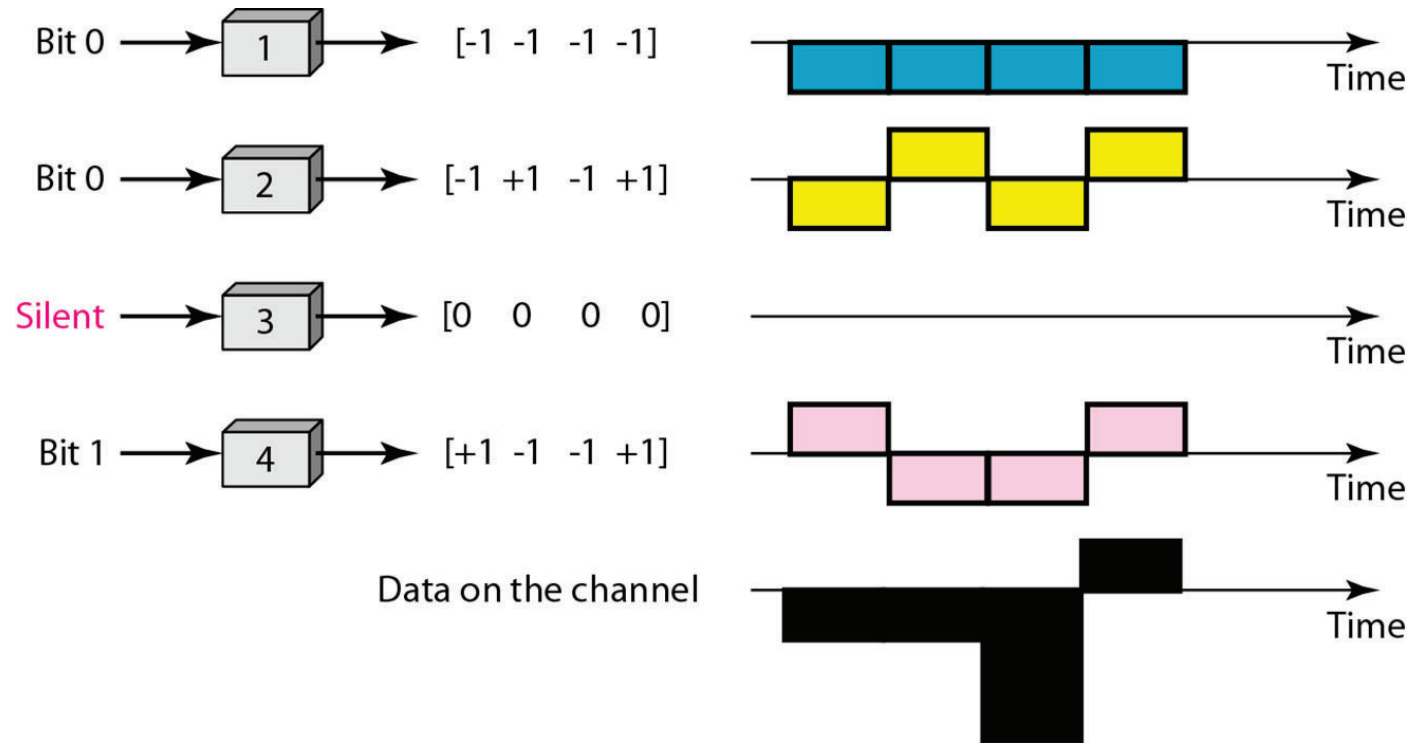 Bit 0 1 [-1 -1 -1 -1]
Time
Bit 0 2 [-1 +1 -1 +1]
Time
Silent 3 [0 0 0 0]
Time
Bit 1 4 [+1 -1 -1 +1]
Time
Data on the channel
Time